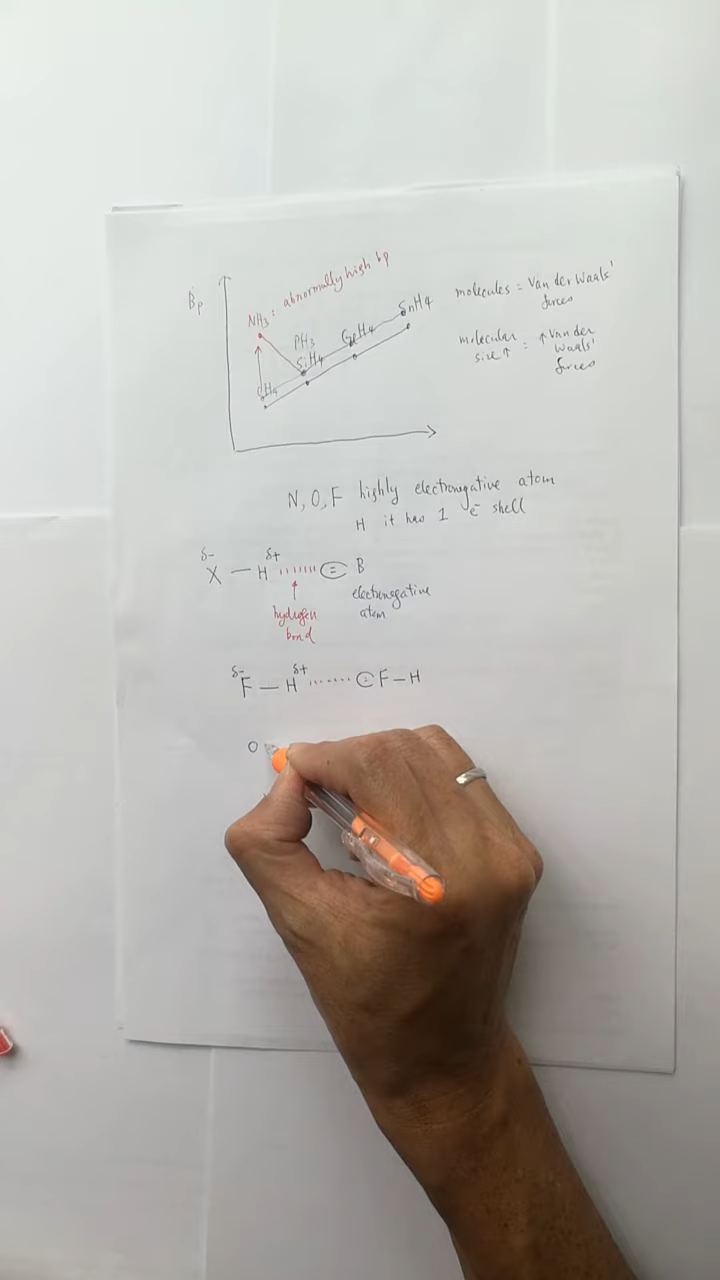 Bp
NH3: abnormally high bp
PH3
SiH4
GeH4
SnH4
CH4
molecules = Van der Waals'
forces
molecular = ↑ Van der
size ↑ Waals'
forces
N, O, F highly electronegative atom
H it has 1 e⁻ shell
δ- δ+
X — H ······· : B
hydrogen
bond
electronegative
atom
δ- δ+
F — H ······· : F — H
O